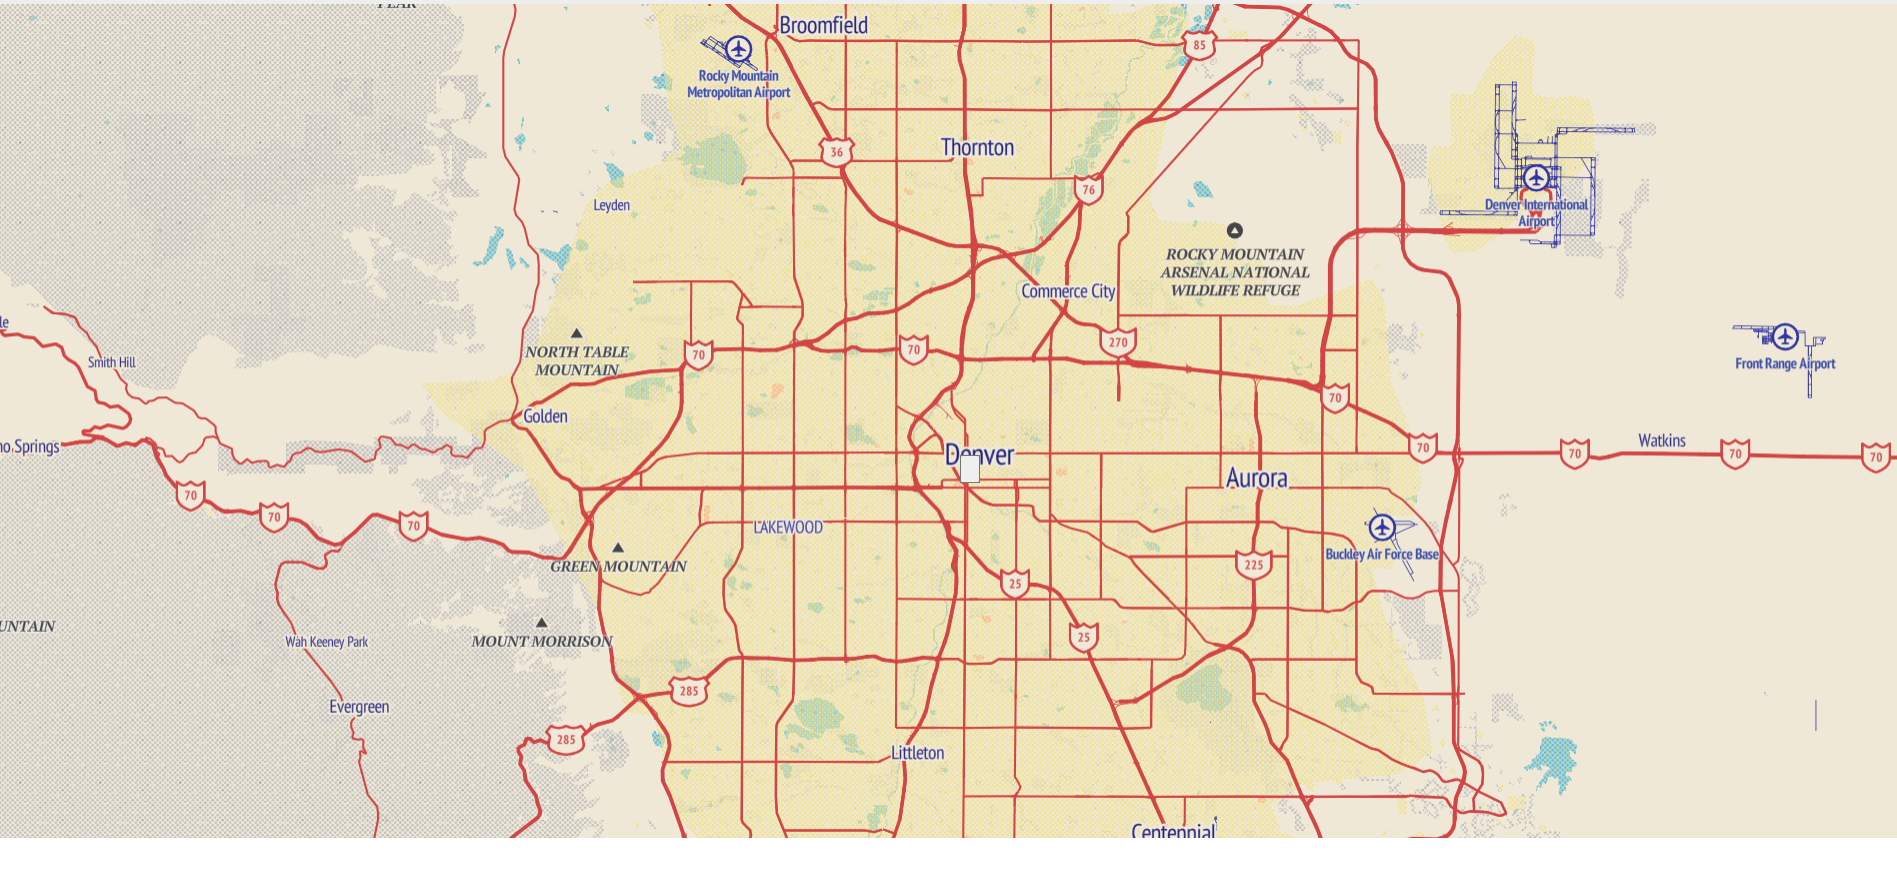 PEAK
Broomfield
85
Rocky Mountain
Metropolitan Airport
36
Thornton
76
Leyden
Denver International
Airport
ROCKY MOUNTAIN
ARSENAL NATIONAL
WILDLIFE REFUGE
Commerce City
le
Smith Hill
NORTH TABLE
MOUNTAIN
70
70
270
Front Range Airport
70
Golden
no Springs
Denver
70
70
Watkins
70
70
Aurora
70
70
70
LAKEWOOD
Buckley Air Force Base
GREEN MOUNTAIN
225
25
UNTAIN
Wah Keeney Park
MOUNT MORRISON
25
285
Evergreen
285
Littleton
Centennial